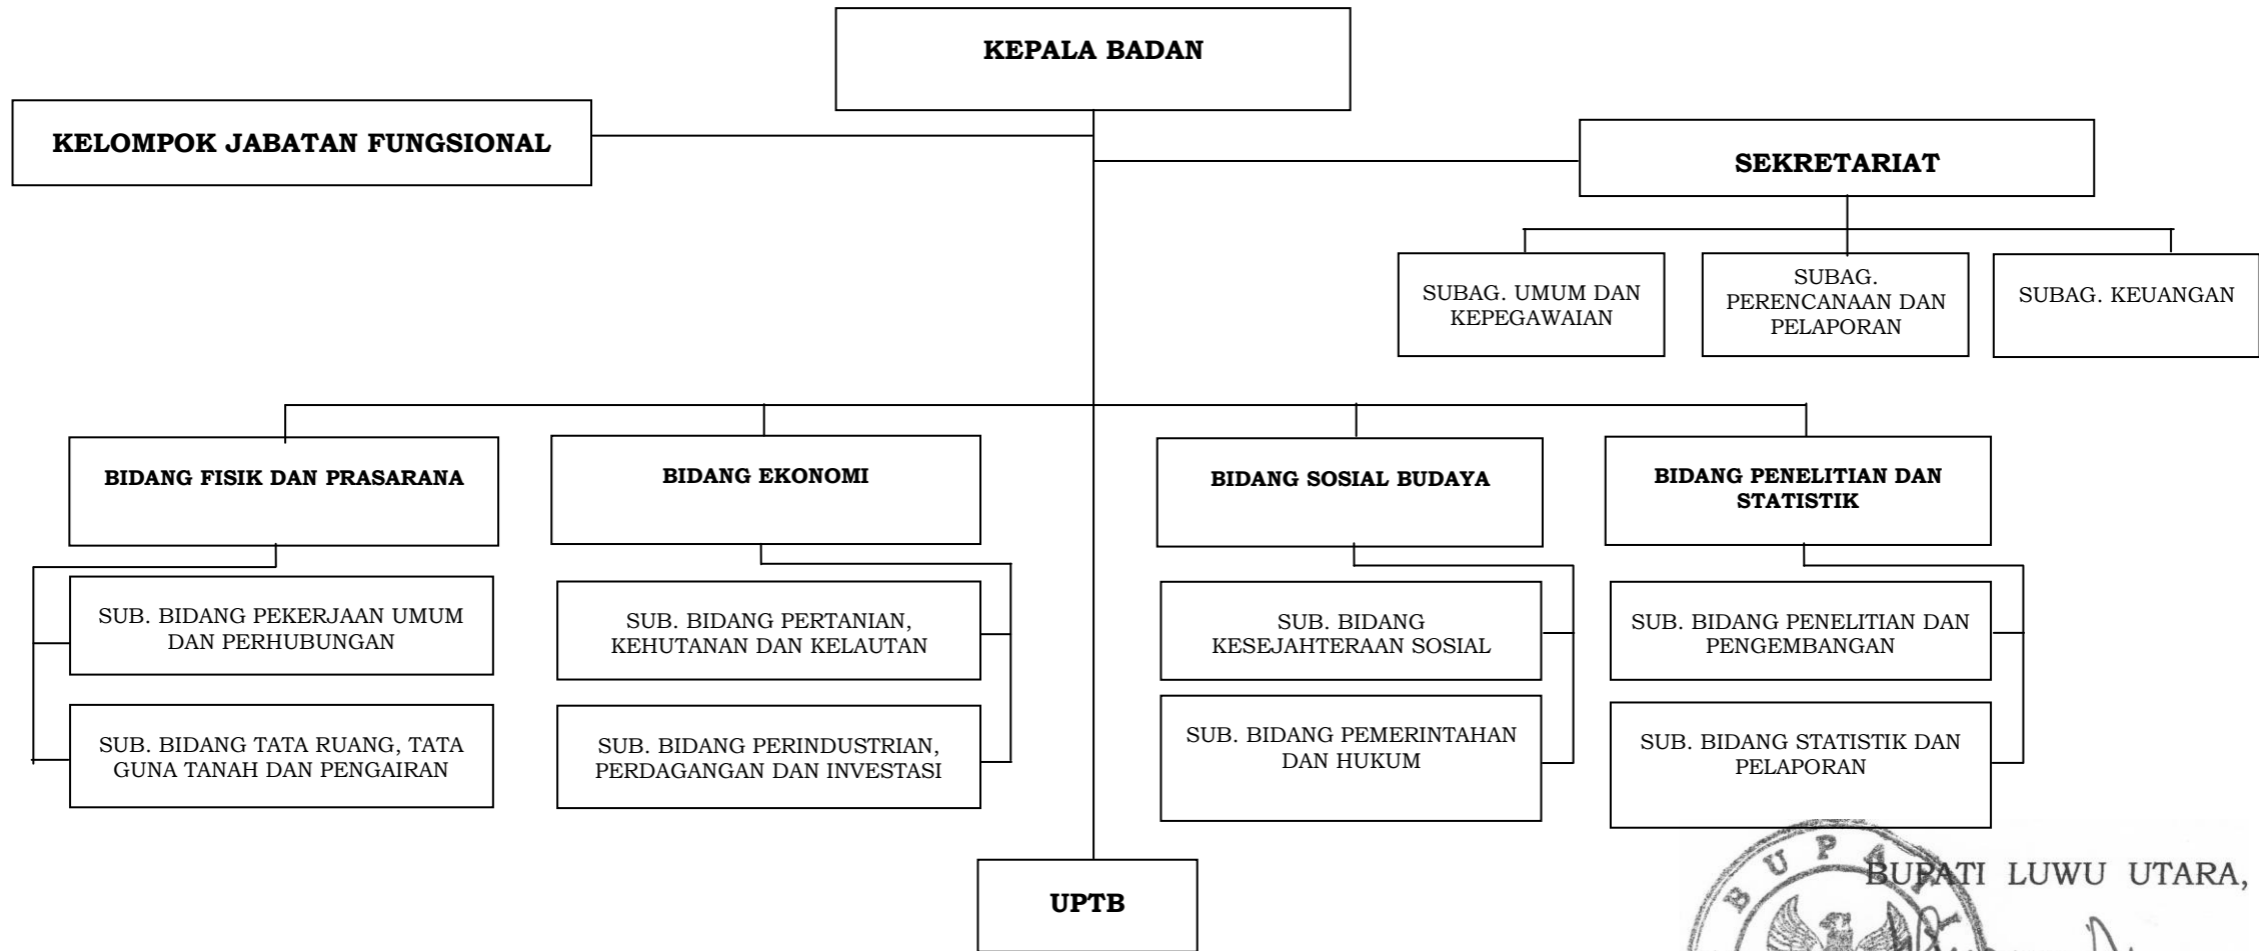 KEPALA BADAN
KELOMPOK JABATAN FUNGSIONAL
SEKRETARIAT
SUBAG. UMUM DAN
KEPEGAWAIAN
SUBAG.
PERENCANAAN DAN
PELAPORAN
SUBAG. KEUANGAN
BIDANG FISIK DAN PRASARANA
BIDANG EKONOMI
BIDANG SOSIAL BUDAYA
BIDANG PENELITIAN DAN
STATISTIK
SUB. BIDANG PEKERJAAN UMUM
DAN PERHUBUNGAN
SUB. BIDANG PERTANIAN,
KEHUTANAN DAN KELAUTAN
SUB. BIDANG
KESEJAHTERAAN SOSIAL
SUB. BIDANG PENELITIAN DAN
PENGEMBANGAN
SUB. BIDANG TATA RUANG, TATA
GUNA TANAH DAN PENGAIRAN
SUB. BIDANG PERINDUSTRIAN,
PERDAGANGAN DAN INVESTASI
SUB. BIDANG PEMERINTAHAN
DAN HUKUM
SUB. BIDANG STATISTIK DAN
PELAPORAN
UPTB
BUPATI LUWU UTARA,